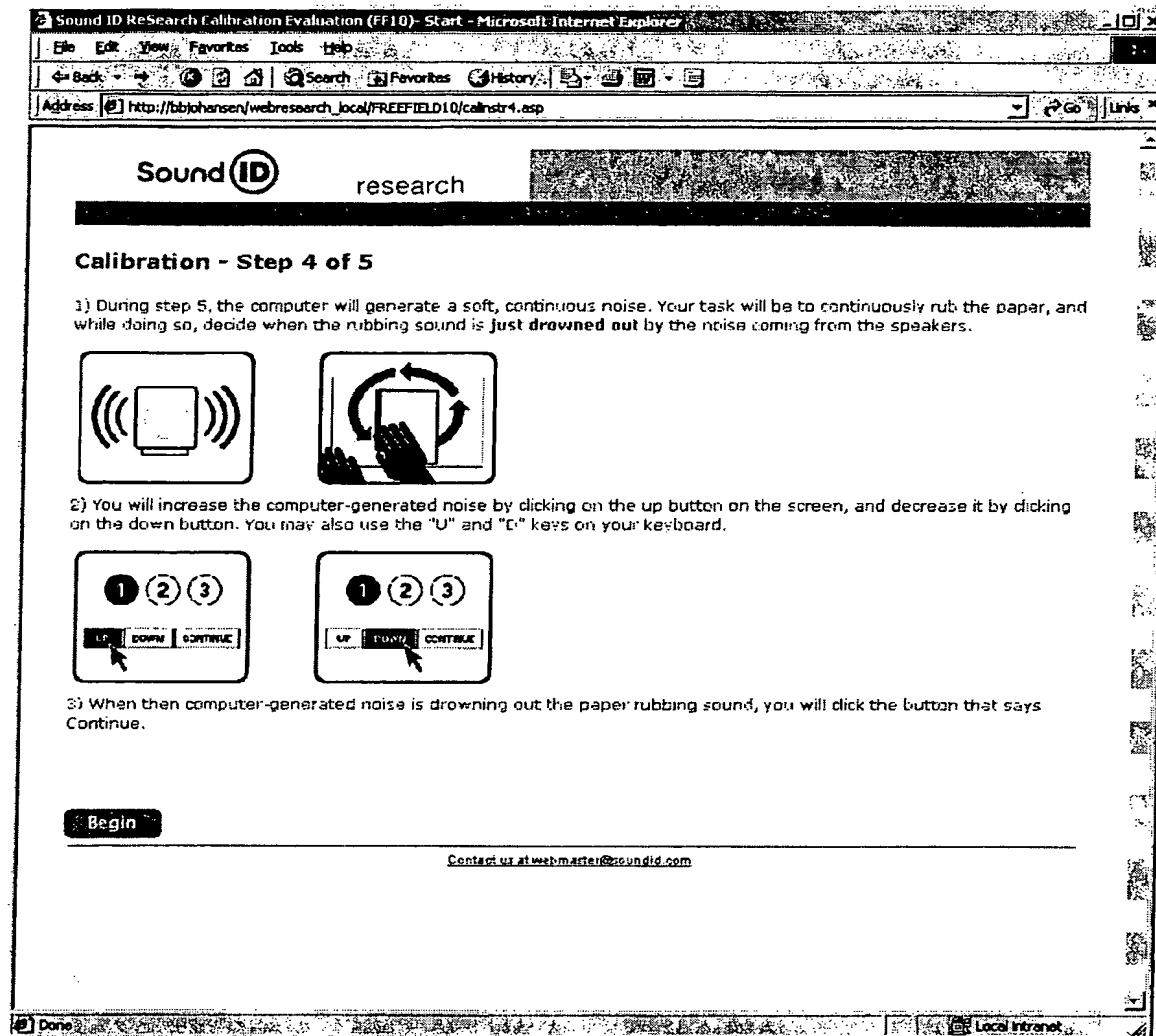 Sound ID ReSearch Calibration Evaluation (FF10)- Start - Microsoft Internet Explorer
File Edit View Favorites Tools Help
Back Search Favorites History
Address http://bbjohansen/webresearch_local/FREEFIELD10/calinstr4.asp Go Links »
Sound ID research
Calibration - Step 4 of 5
1) During step 5, the computer will generate a soft, continuous noise. Your task will be to continuously rub the paper, and
while doing so, decide when the rubbing sound is just drowned out by the noise coming from the speakers.
2) You will increase the computer-generated noise by clicking on the up button on the screen, and decrease it by clicking
on the down button. You may also use the "U" and "D" keys on your keyboard.
1 2 3 1 2 3
UP DOWN CONTINUE UP DOWN CONTINUE
3) When then computer-generated noise is drowning out the paper rubbing sound, you will click the button that says
Continue.
Begin
Contact us at webmaster@soundid.com
Done Local intranet